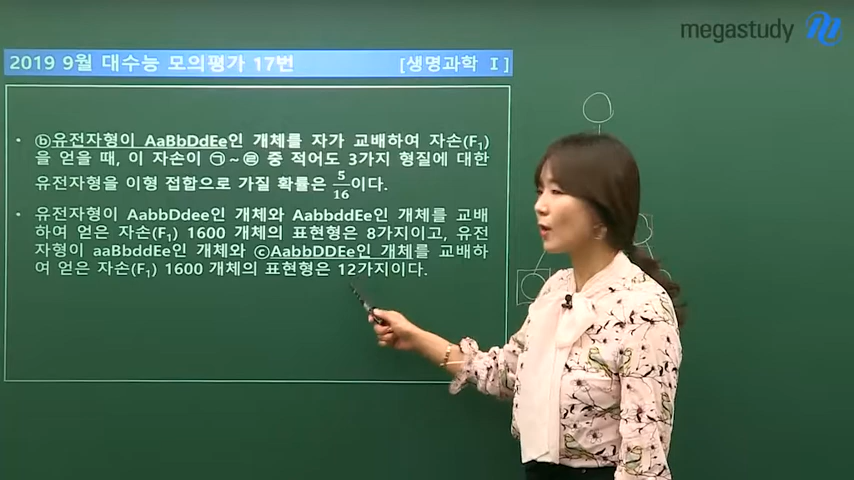 megastudy
2019 9월 대수능 모의평가 17번 [생명과학 Ⅰ]
• ⓑ유전자형이 AaBbDdEe인 개체를 자가 교배하여 자손(F₁)
을 얻을 때, 이 자손이 ㉠~㉣ 중 적어도 3가지 형질에 대한
유전자형을 이형 접합으로 가질 확률은 5/16이다.
• 유전자형이 AabbDdee인 개체와 AabbddEe인 개체를 교배
하여 얻은 자손(F₁) 1600 개체의 표현형은 8가지이고, 유전
자형이 aaBbddEe인 개체와 ⓒAabbDDEe인 개체를 교배하
여 얻은 자손(F₁) 1600 개체의 표현형은 12가지이다.